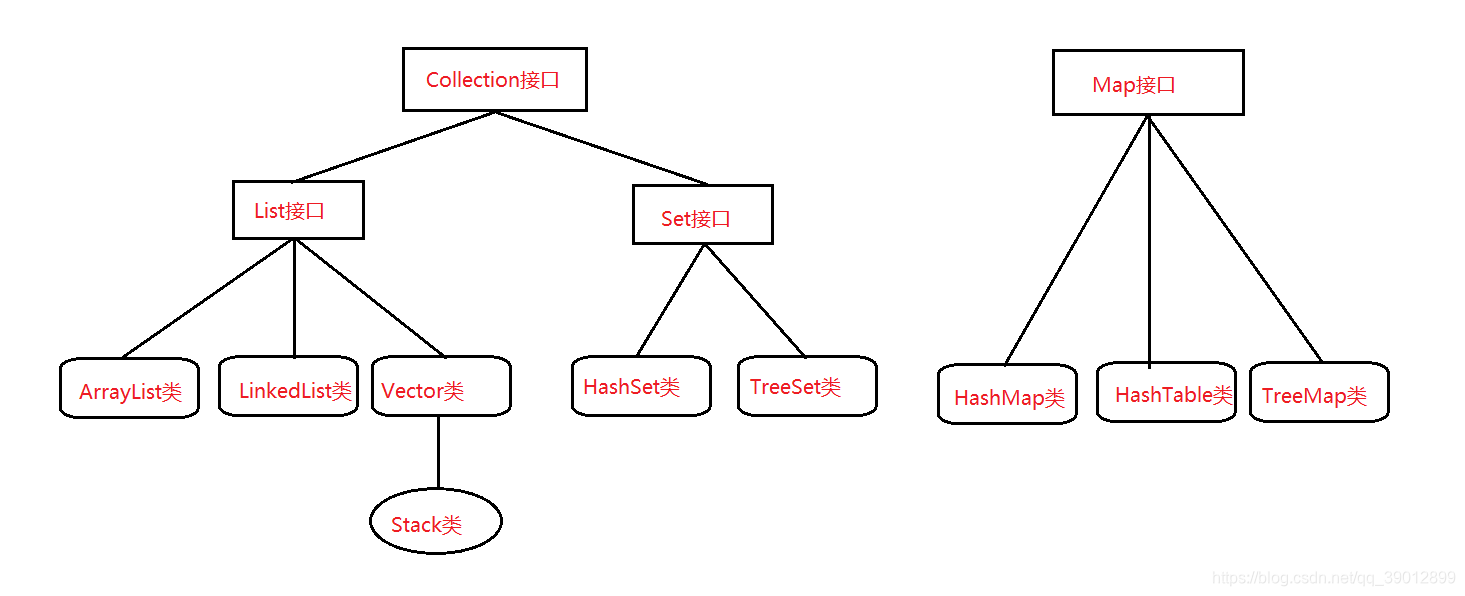 Collection接口
Map接口
List接口
Set接口
ArrayList类
LinkedList类
Vector类
HashSet类
TreeSet类
HashMap类
HashTable类
TreeMap类
Stack类
https://blog.csdn.net/qq_39012899